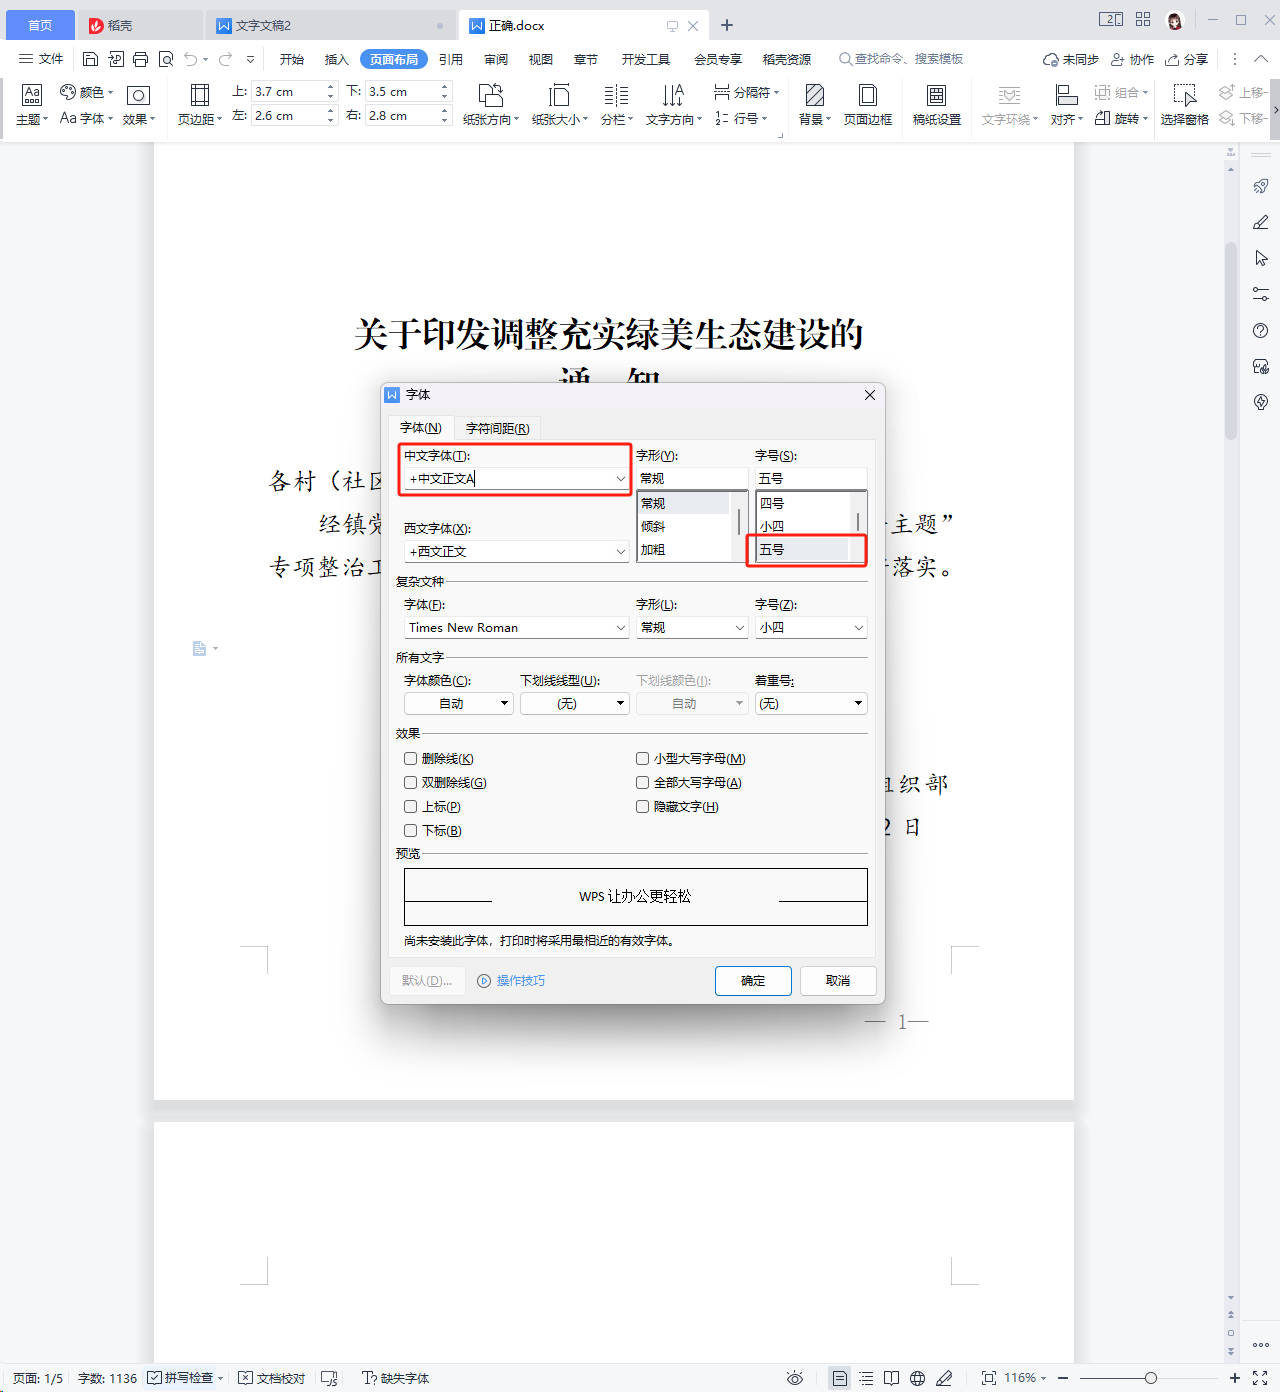 首页 稻壳 文字文稿2 正确.docx
文件 开始 插入 页面布局 引用 审阅 视图 章节 开发工具 会员专享 稻壳资源 查找命令、搜索模板 未同步 协作 分享
主题 颜色 Aa 字体 效果 页边距 上: 3.7 cm 下: 3.5 cm 左: 2.6 cm 右: 2.8 cm 纸张方向 纸张大小 分栏 文字方向 分隔符 行号 背景 页面边框 稿纸设置 文字环绕 对齐 组合 旋转 选择窗格 上移 下移
关于印发调整充实绿美生态建设的
通 知
各村（社区
经镇党
主题”
专项整治工
落实。
组织部
2 日
— 1—
字体
字体(N) 字符间距(R)
中文字体(T): 字形(Y): 字号(S):
+中文正文A 常规 五号
常规 四号
倾斜 小四
加粗 五号
西文字体(X):
+西文正文
复杂文种
字体(F): 字形(L): 字号(Z):
Times New Roman 常规 小四
所有文字
字体颜色(C): 下划线线型(U): 下划线颜色(I): 着重号:
自动 (无) 自动 (无)
效果
删除线(K) 小型大写字母(M)
双删除线(G) 全部大写字母(A)
上标(P) 隐藏文字(H)
下标(B)
预览
WPS 让办公更轻松
尚未安装此字体，打印时将采用最相近的有效字体。
默认(D)... 操作技巧 确定 取消
页面: 1/5 字数: 1136 拼写检查 文档校对 缺失字体 116%